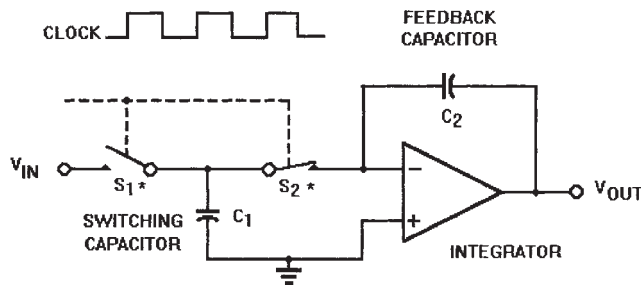 CLOCK
FEEDBACK
CAPACITOR
C2
VIN
S1*
S2*
SWITCHING
CAPACITOR
C1
−
+
VOUT
INTEGRATOR